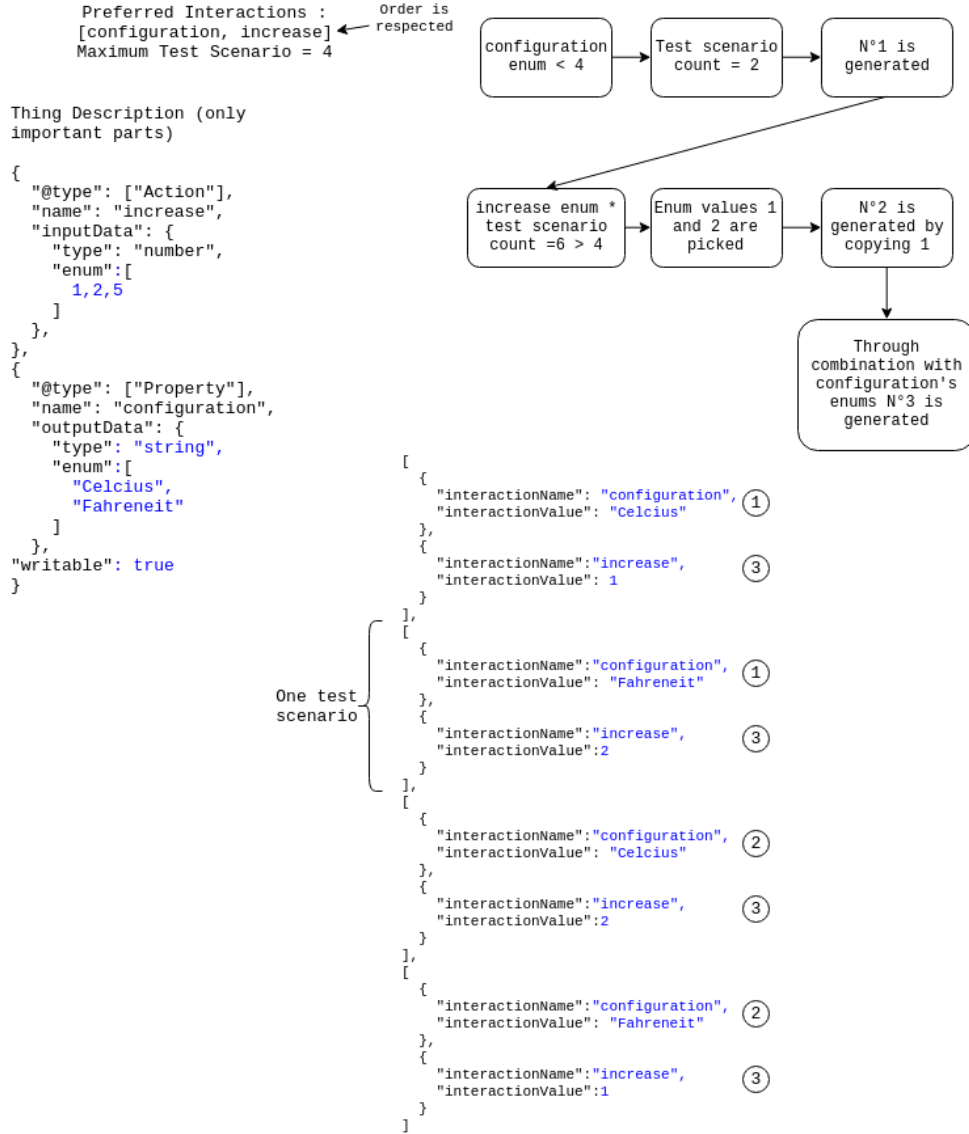 Preferred Interactions :
[configuration, increase]
Maximum Test Scenario = 4
Order is
respected
configuration
enum < 4
Test scenario
count = 2
N°1 is
generated
increase enum *
test scenario
count =6 > 4
Enum values 1
and 2 are
picked
N°2 is
generated by
copying 1
Through
combination with
configuration's
enums N°3 is
generated
Thing Description (only
important parts)
{
"@type": ["Action"],
"name": "increase",
"inputData": {
"type": "number",
"enum":[
1,2,5
]
},
},
{
"@type": ["Property"],
"name": "configuration",
"outputData": {
"type": "string",
"enum":[
"Celcius",
"Fahreneit"
]
},
"writable": true
}
One test
scenario
[
{
"interactionName": "configuration",
"interactionValue": "Celcius"
1
},
{
"interactionName":"increase",
"interactionValue": 1
3
}
],
[
{
"interactionName":"configuration",
"interactionValue": "Fahreneit"
1
},
{
"interactionName":"increase",
"interactionValue":2
3
}
],
[
{
"interactionName":"configuration",
"interactionValue": "Celcius"
2
},
{
"interactionName":"increase",
"interactionValue":2
3
}
],
[
{
"interactionName":"configuration",
"interactionValue": "Fahreneit"
2
},
{
"interactionName":"increase",
"interactionValue":1
3
}
]